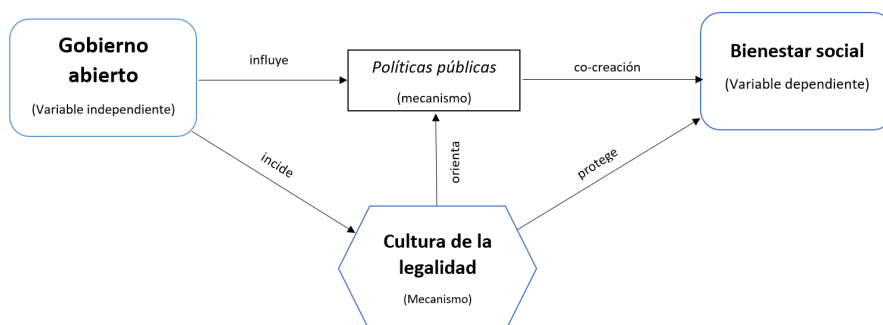 Gobierno
abierto
(Variable independiente)
influye
Políticas públicas
(mecanismo)
co-creación
Bienestar social
(Variable dependiente)
incide
orienta
protege
Cultura de la
legalidad
(Mecanismo)